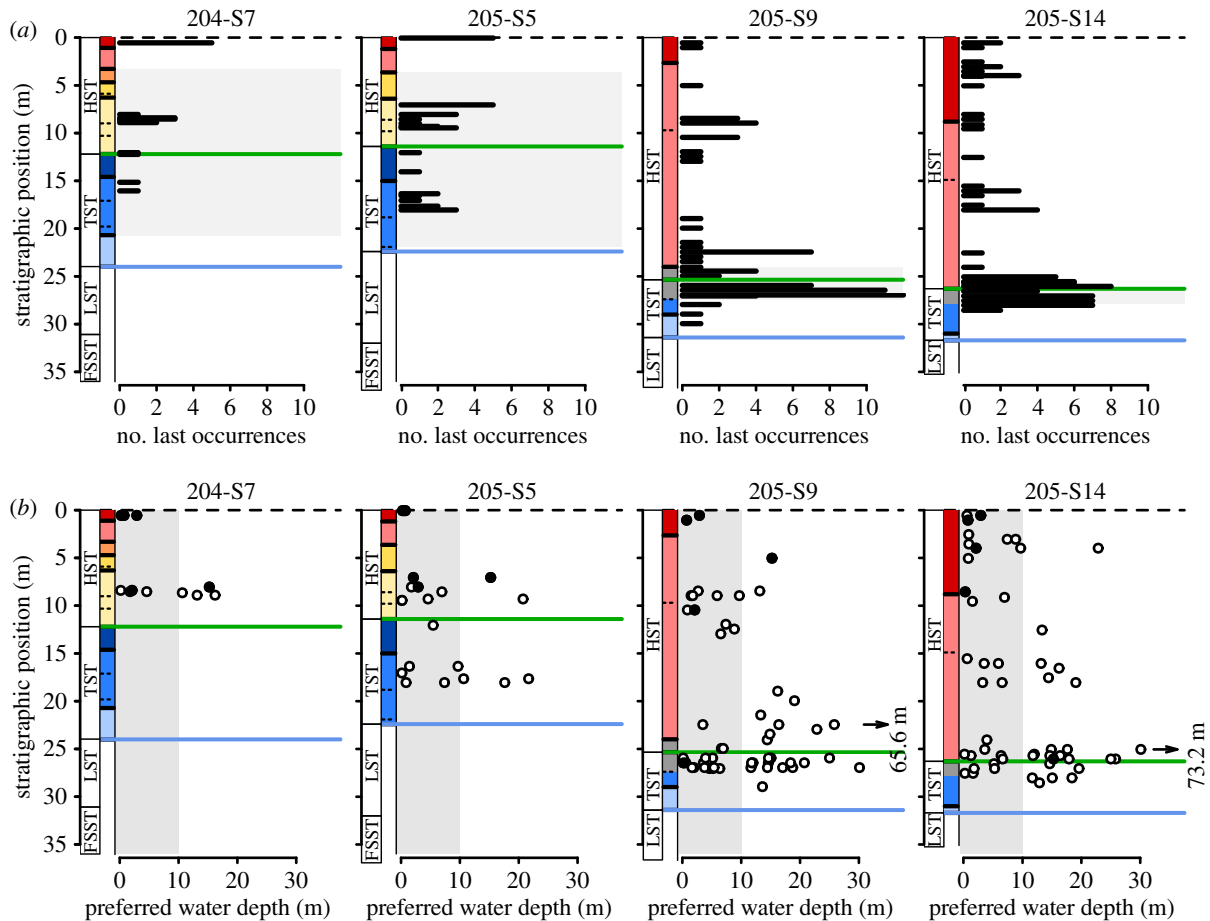 (a)
204-S7
205-S5
205-S9
205-S14
stratigraphic position (m)
0
5
10
15
20
25
30
35
HST
TST
LST
FSST
HST
TST
LST
FSST
HST
TST
LST
HST
TST
LST
0 2 4 6 8 10
0 2 4 6 8 10
0 2 4 6 8 10
0 2 4 6 8 10
no. last occurrences
no. last occurrences
no. last occurrences
no. last occurrences
(b)
204-S7
205-S5
205-S9
205-S14
stratigraphic position (m)
0
5
10
15
20
25
30
35
HST
TST
LST
FSST
HST
TST
LST
FSST
HST
TST
LST
65.6 m
HST
TST
LST
73.2 m
0 10 20 30
0 10 20 30
0 10 20 30
0 10 20 30
preferred water depth (m)
preferred water depth (m)
preferred water depth (m)
preferred water depth (m)